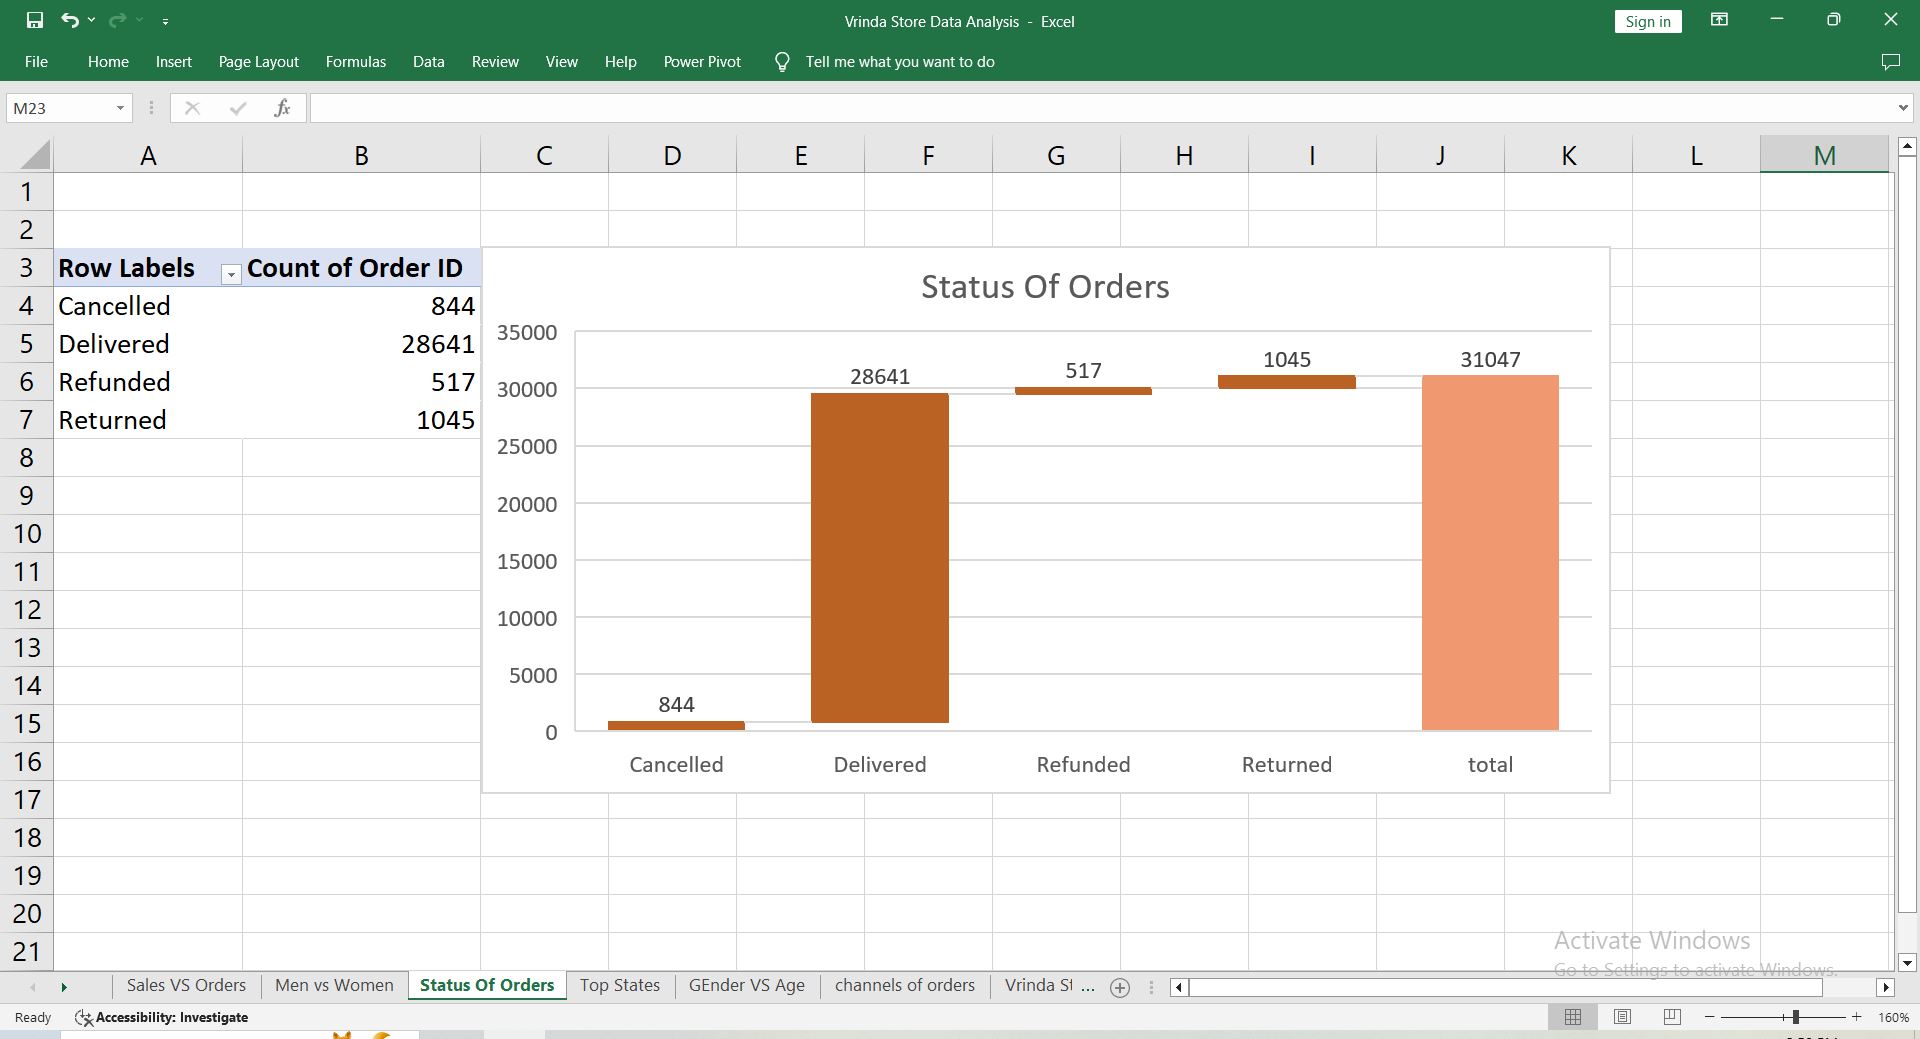 Vrinda Store Data Analysis - Excel
Sign in
File Home Insert Page Layout Formulas Data Review View Help Power Pivot Tell me what you want to do
M23
fx
A B C D E F G H I J K L M
1
2
3 Row Labels Count of Order ID
4 Cancelled 844
5 Delivered 28641
6 Refunded 517
7 Returned 1045
8
9
10
11
12
13
14
15
16
17
18
19
20
21
Status Of Orders
35000
30000
25000
20000
15000
10000
5000
0
844
28641
517
1045
31047
Cancelled Delivered Refunded Returned total
Activate Windows
Go to Settings to activate Windows.
Sales VS Orders Men vs Women Status Of Orders Top States GEnder VS Age channels of orders Vrinda St ...
Ready Accessibility: Investigate 160%